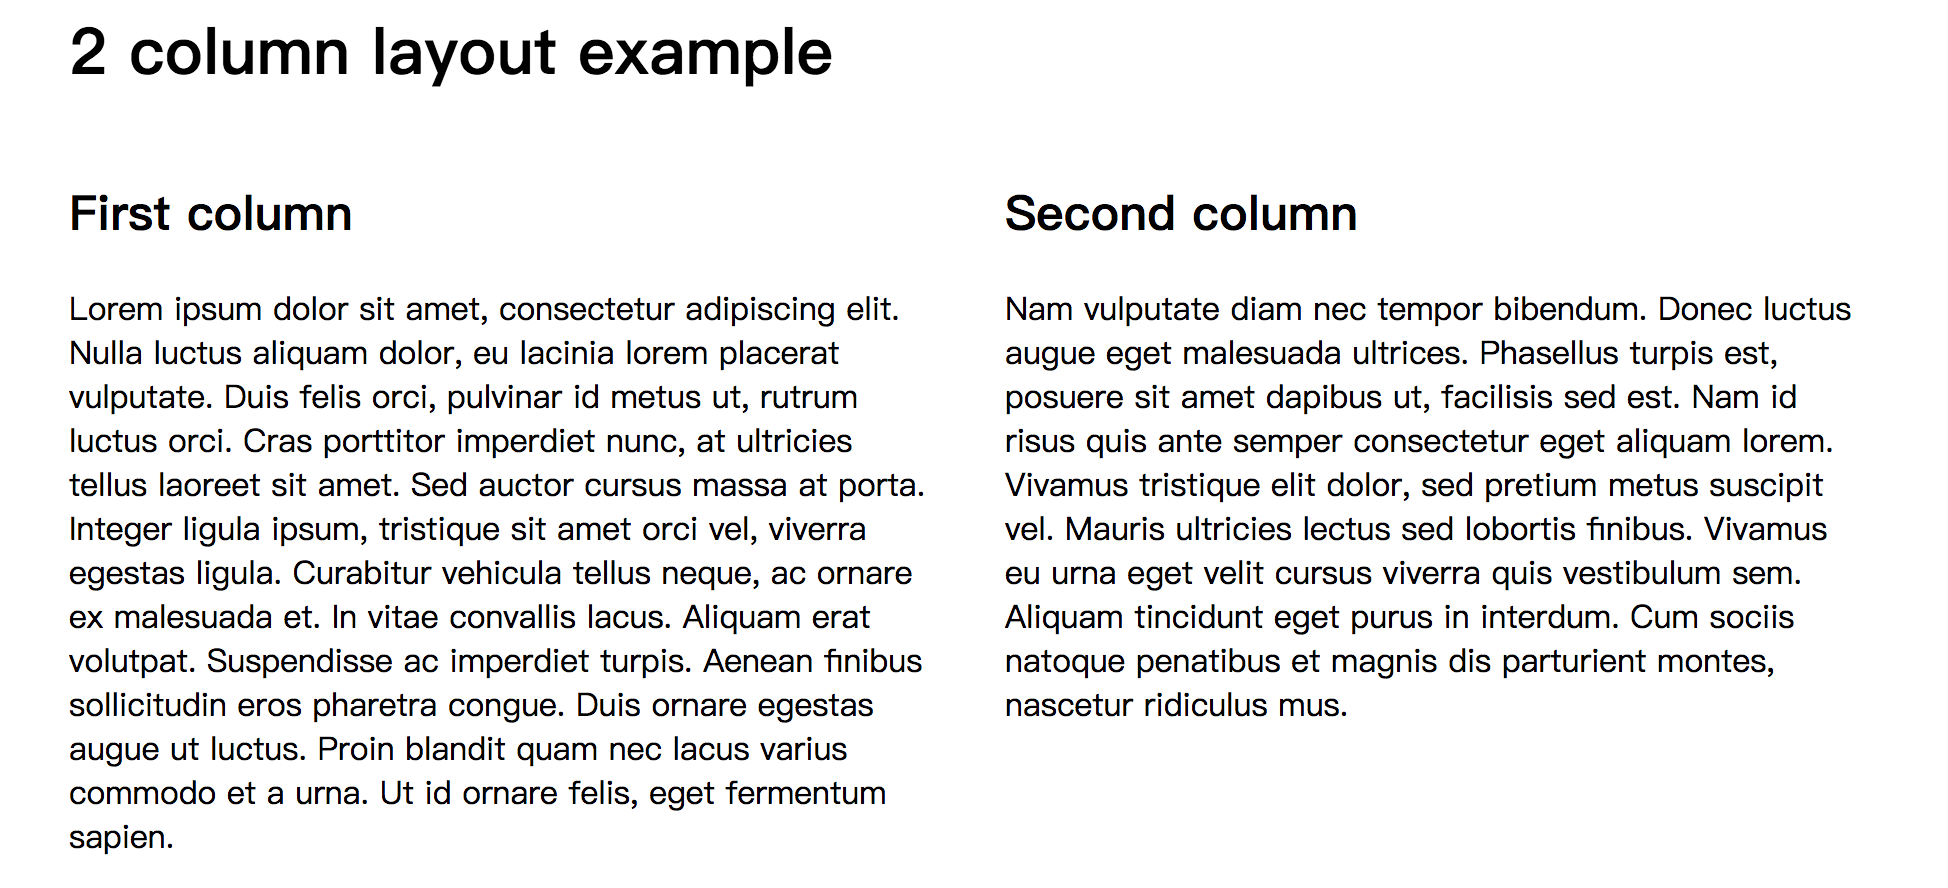 2 column layout example
First column
Lorem ipsum dolor sit amet, consectetur adipiscing elit.
Nulla luctus aliquam dolor, eu lacinia lorem placerat
vulputate. Duis felis orci, pulvinar id metus ut, rutrum
luctus orci. Cras porttitor imperdiet nunc, at ultricies
tellus laoreet sit amet. Sed auctor cursus massa at porta.
Integer ligula ipsum, tristique sit amet orci vel, viverra
egestas ligula. Curabitur vehicula tellus neque, ac ornare
ex malesuada et. In vitae convallis lacus. Aliquam erat
volutpat. Suspendisse ac imperdiet turpis. Aenean finibus
sollicitudin eros pharetra congue. Duis ornare egestas
augue ut luctus. Proin blandit quam nec lacus varius
commodo et a urna. Ut id ornare felis, eget fermentum
sapien.
Second column
Nam vulputate diam nec tempor bibendum. Donec luctus
augue eget malesuada ultrices. Phasellus turpis est,
posuere sit amet dapibus ut, facilisis sed est. Nam id
risus quis ante semper consectetur eget aliquam lorem.
Vivamus tristique elit dolor, sed pretium metus suscipit
vel. Mauris ultricies lectus sed lobortis finibus. Vivamus
eu urna eget velit cursus viverra quis vestibulum sem.
Aliquam tincidunt eget purus in interdum. Cum sociis
natoque penatibus et magnis dis parturient montes,
nascetur ridiculus mus.